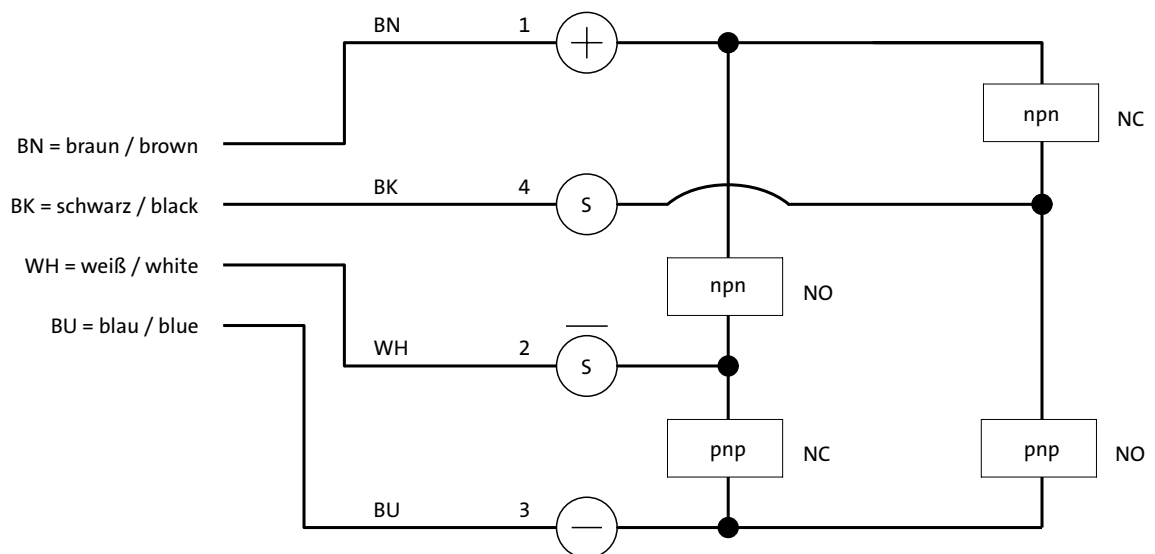 BN 1 +
npn NC
BN = braun / brown
BK 4 S
BK = schwarz / black
WH = weiß / white
npn NO
BU = blau / blue
WH 2 S
pnp NC
pnp NO
BU 3 −